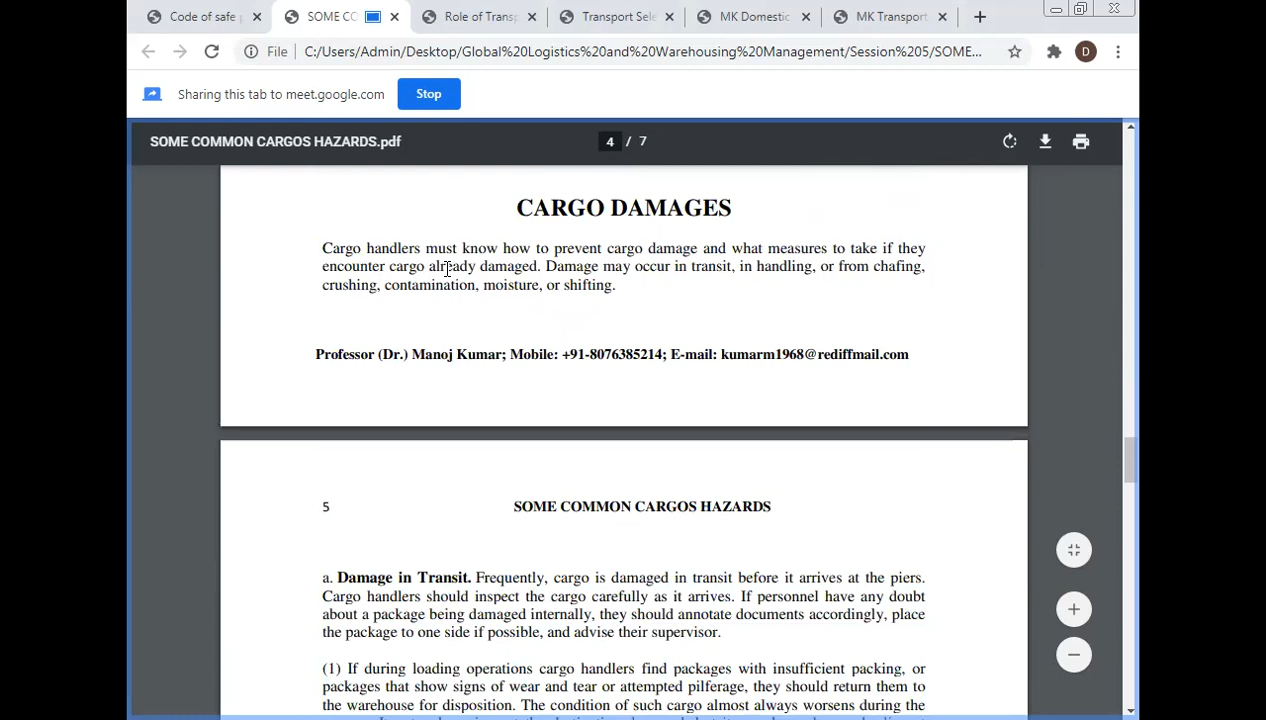 Code of safe
SOME CO
Role of Transp
Transport Sele
MK Domestic
MK Transport
File C:/Users/Admin/Desktop/Global%20Logistics%20and%20Warehousing%20Management/Session%205/SOME...
D
Sharing this tab to meet.google.com Stop
SOME COMMON CARGOS HAZARDS.pdf 4 / 7
CARGO DAMAGES
Cargo handlers must know how to prevent cargo damage and what measures to take if they
encounter cargo already damaged. Damage may occur in transit, in handling, or from chafing,
crushing, contamination, moisture, or shifting.
Professor (Dr.) Manoj Kumar; Mobile: +91-8076385214; E-mail: kumarm1968@rediffmail.com
5 SOME COMMON CARGOS HAZARDS
a. Damage in Transit. Frequently, cargo is damaged in transit before it arrives at the piers.
Cargo handlers should inspect the cargo carefully as it arrives. If personnel have any doubt
about a package being damaged internally, they should annotate documents accordingly, place
the package to one side if possible, and advise their supervisor.
(1) If during loading operations cargo handlers find packages with insufficient packing, or
packages that show signs of wear and tear or attempted pilferage, they should return them to
the warehouse for disposition. The condition of such cargo almost always worsens during the